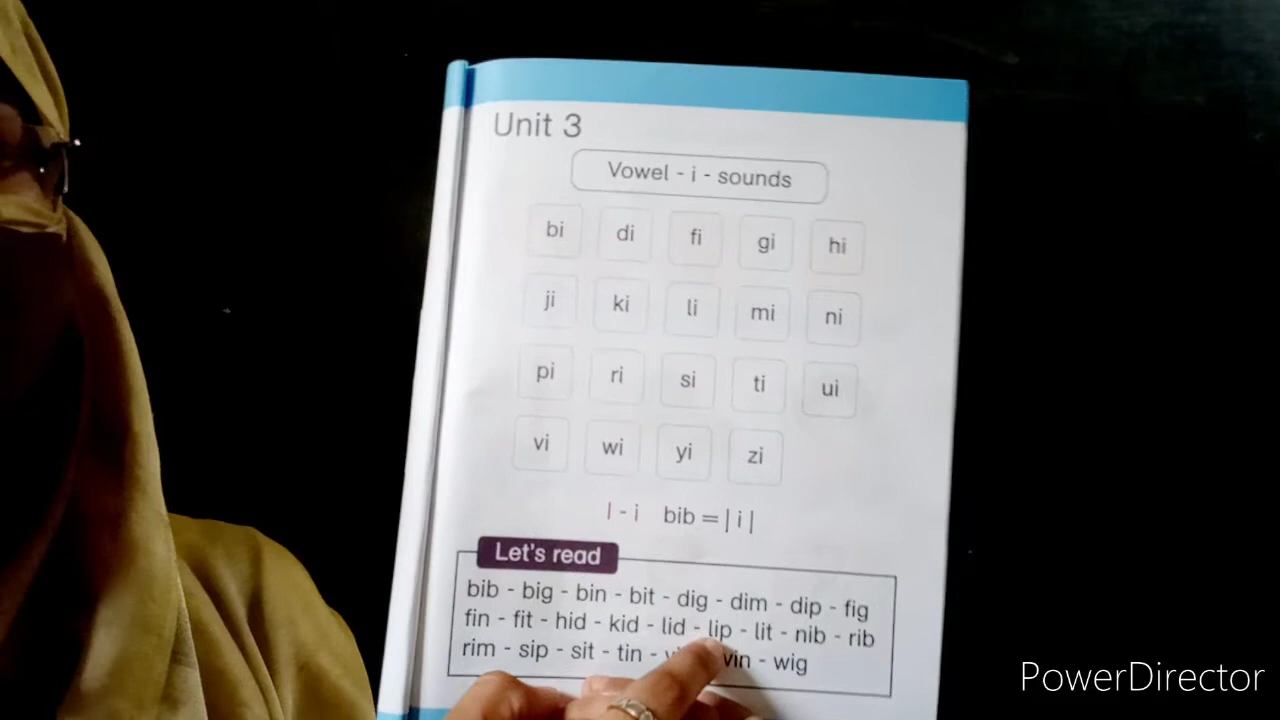 Unit 3
Vowel - i - sounds
bi di fi gi hi
ji ki li mi ni
pi ri si ti ui
vi wi yi zi
I - i bib = | i |
Let's read
bib - big - bin - bit - dig - dim - dip - fig
fin - fit - hid - kid - lid - lip - lit - nib - rib
rim - sip - sit - tin - vin - wig
PowerDirector